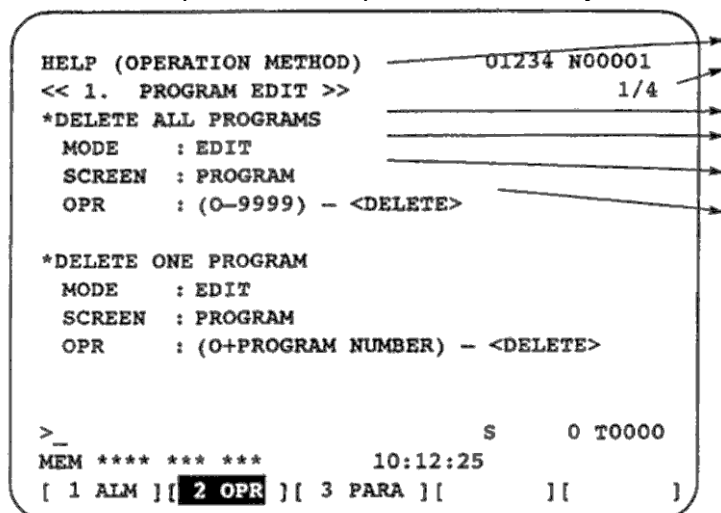 HELP (OPERATION METHOD) O1234 N00001
<< 1. PROGRAM EDIT >> 1/4
*DELETE ALL PROGRAMS
MODE : EDIT
SCREEN : PROGRAM
OPR : (O—9999) — <DELETE>
*DELETE ONE PROGRAM
MODE : EDIT
SCREEN : PROGRAM
OPR : (O+PROGRAM NUMBER) — <DELETE>
>_ S 0 T0000
MEM **** *** *** 10:12:25
[ 1 ALM ][ 2 OPR ][ 3 PARA ][ ][ ]